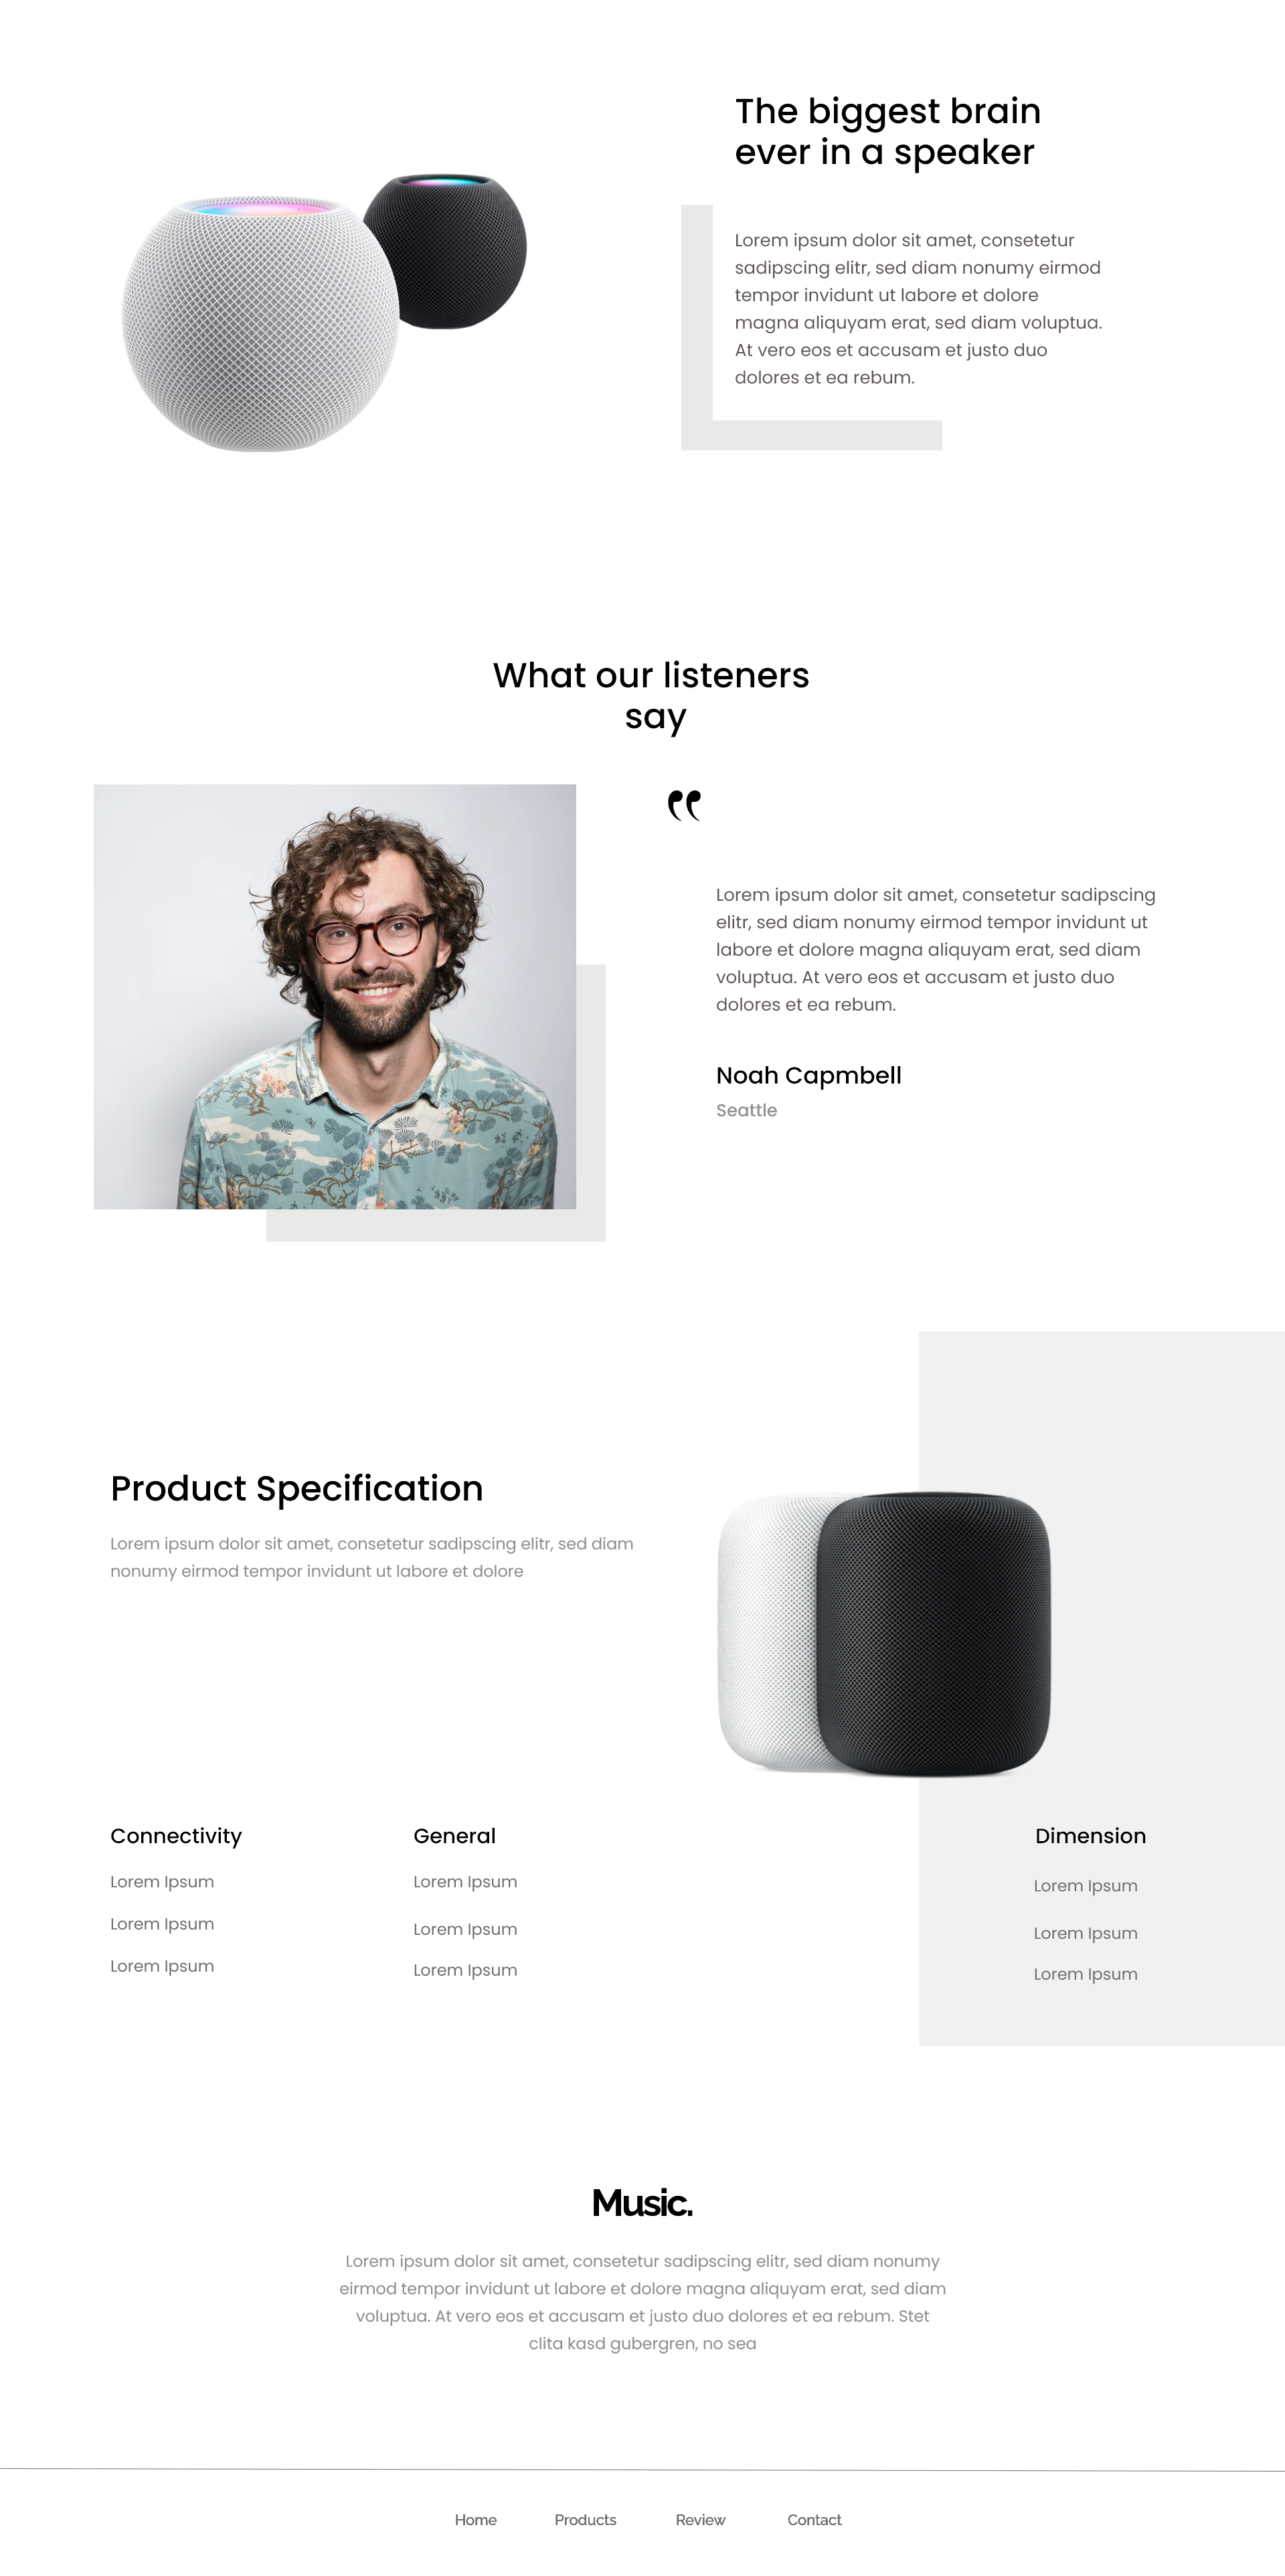 The biggest brain
ever in a speaker
Lorem ipsum dolor sit amet, consetetur
sadipscing elitr, sed diam nonumy eirmod
tempor invidunt ut labore et dolore
magna aliquyam erat, sed diam voluptua.
At vero eos et accusam et justo duo
dolores et ea rebum.
What our listeners
say
“
Lorem ipsum dolor sit amet, consetetur sadipscing
elitr, sed diam nonumy eirmod tempor invidunt ut
labore et dolore magna aliquyam erat, sed diam
voluptua. At vero eos et accusam et justo duo
dolores et ea rebum.
Noah Capmbell
Seattle
Product Specification
Lorem ipsum dolor sit amet, consetetur sadipscing elitr, sed diam
nonumy eirmod tempor invidunt ut labore et dolore
Connectivity
Lorem Ipsum
Lorem Ipsum
Lorem Ipsum
General
Lorem Ipsum
Lorem Ipsum
Lorem Ipsum
Dimension
Lorem Ipsum
Lorem Ipsum
Lorem Ipsum
Music.
Lorem ipsum dolor sit amet, consetetur sadipscing elitr, sed diam nonumy
eirmod tempor invidunt ut labore et dolore magna aliquyam erat, sed diam
voluptua. At vero eos et accusam et justo duo dolores et ea rebum. Stet
clita kasd gubergren, no sea
Home Products Review Contact